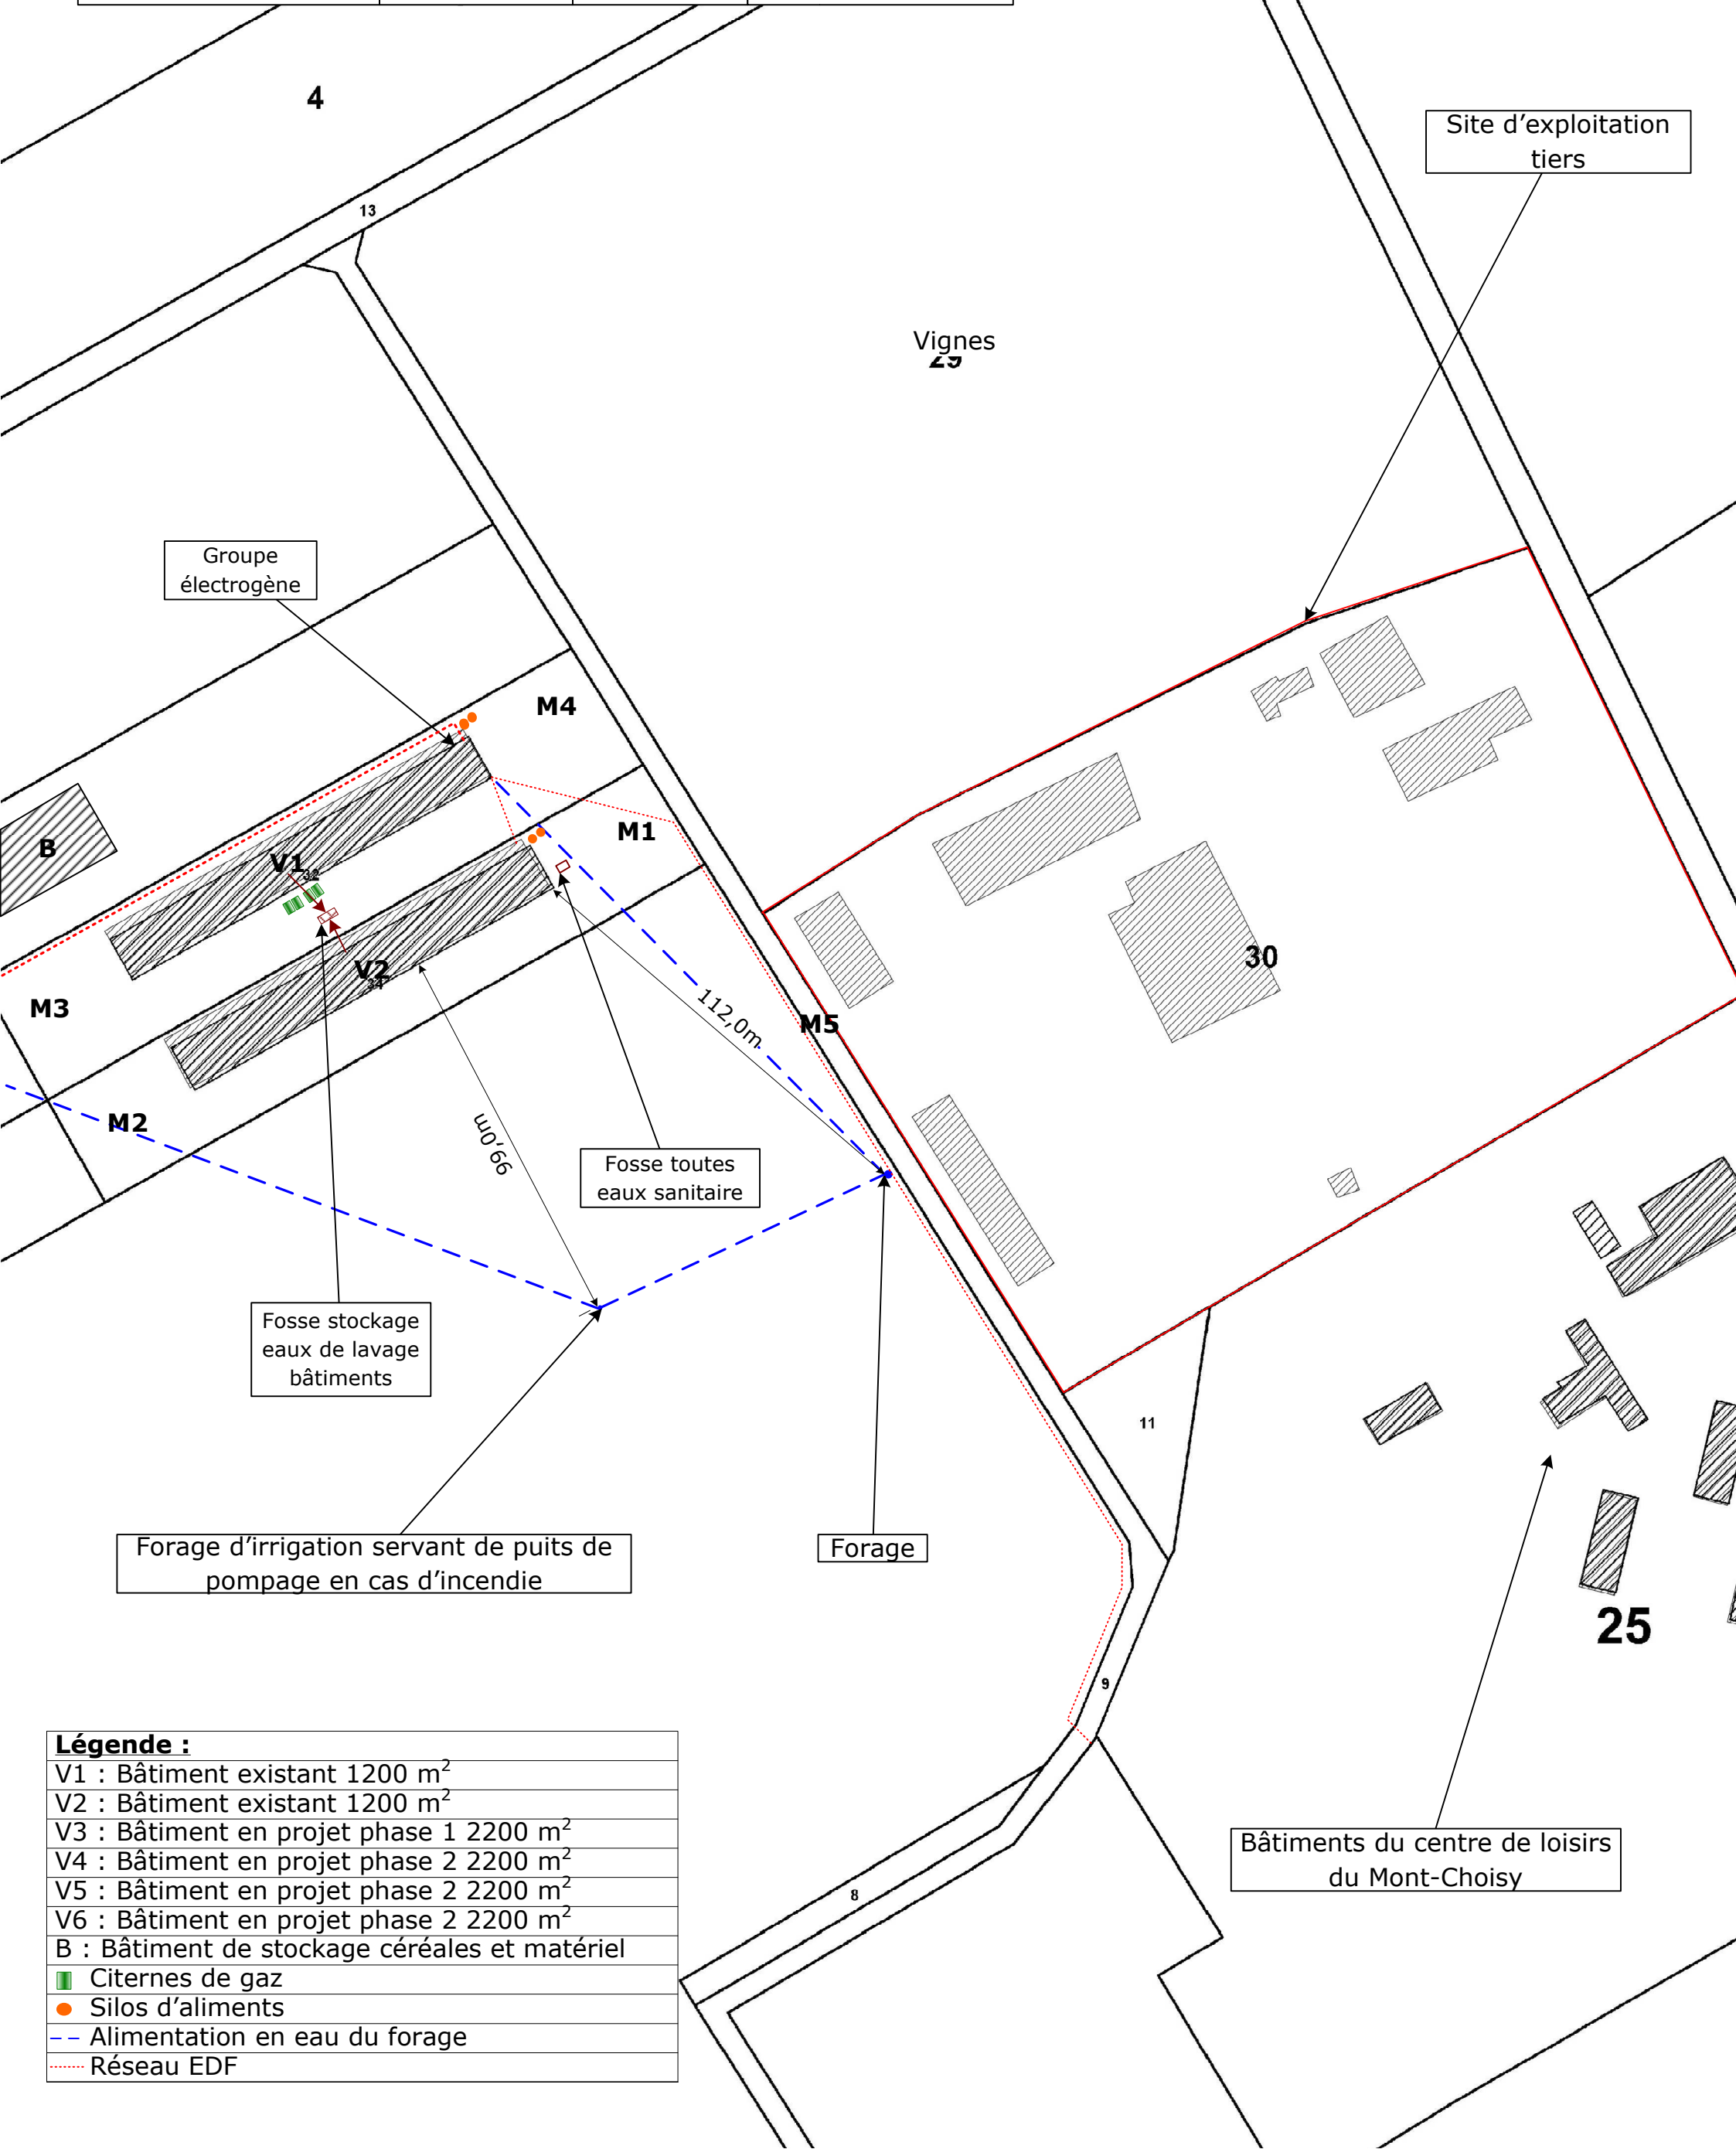 4
Site d'exploitation
tiers
13
Vignes
29
Groupe
électrogène
M4
M1
B
V1
32
30
V2
34
M3
112,0m
M5
M2
99,0m
Fosse toutes
eaux sanitaire
Fosse stockage
eaux de lavage
bâtiments
11
Forage d'irrigation servant de puits de
pompage en cas d'incendie
Forage
25
9
Légende :
V1 : Bâtiment existant 1200 m²
V2 : Bâtiment existant 1200 m²
V3 : Bâtiment en projet phase 1 2200 m²
V4 : Bâtiment en projet phase 2 2200 m²
V5 : Bâtiment en projet phase 2 2200 m²
V6 : Bâtiment en projet phase 2 2200 m²
B : Bâtiment de stockage céréales et matériel
Citernes de gaz
Silos d'aliments
Alimentation en eau du forage
Réseau EDF
Bâtiments du centre de loisirs
du Mont-Choisy
8